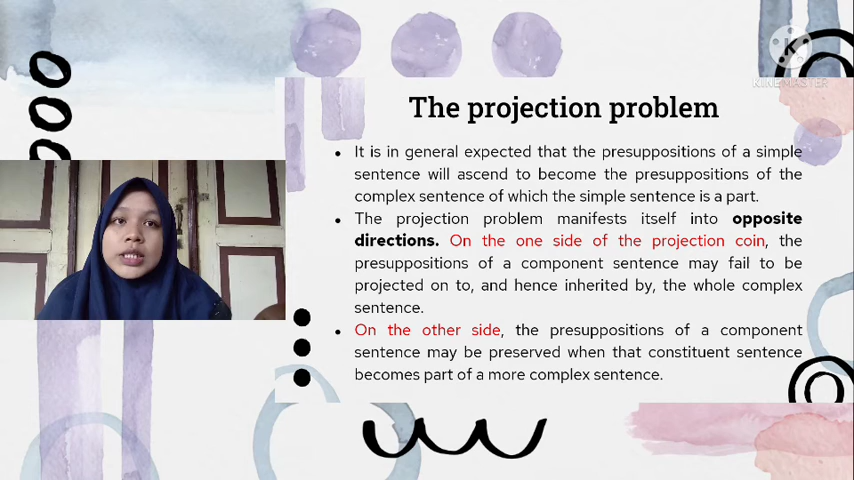 K
KINEMASTER
The projection problem
• It is in general expected that the presuppositions of a simple
sentence will ascend to become the presuppositions of the
complex sentence of which the simple sentence is a part.
• The projection problem manifests itself into opposite
directions. On the one side of the projection coin, the
presuppositions of a component sentence may fail to be
projected on to, and hence inherited by, the whole complex
sentence.
• On the other side, the presuppositions of a component
sentence may be preserved when that constituent sentence
becomes part of a more complex sentence.